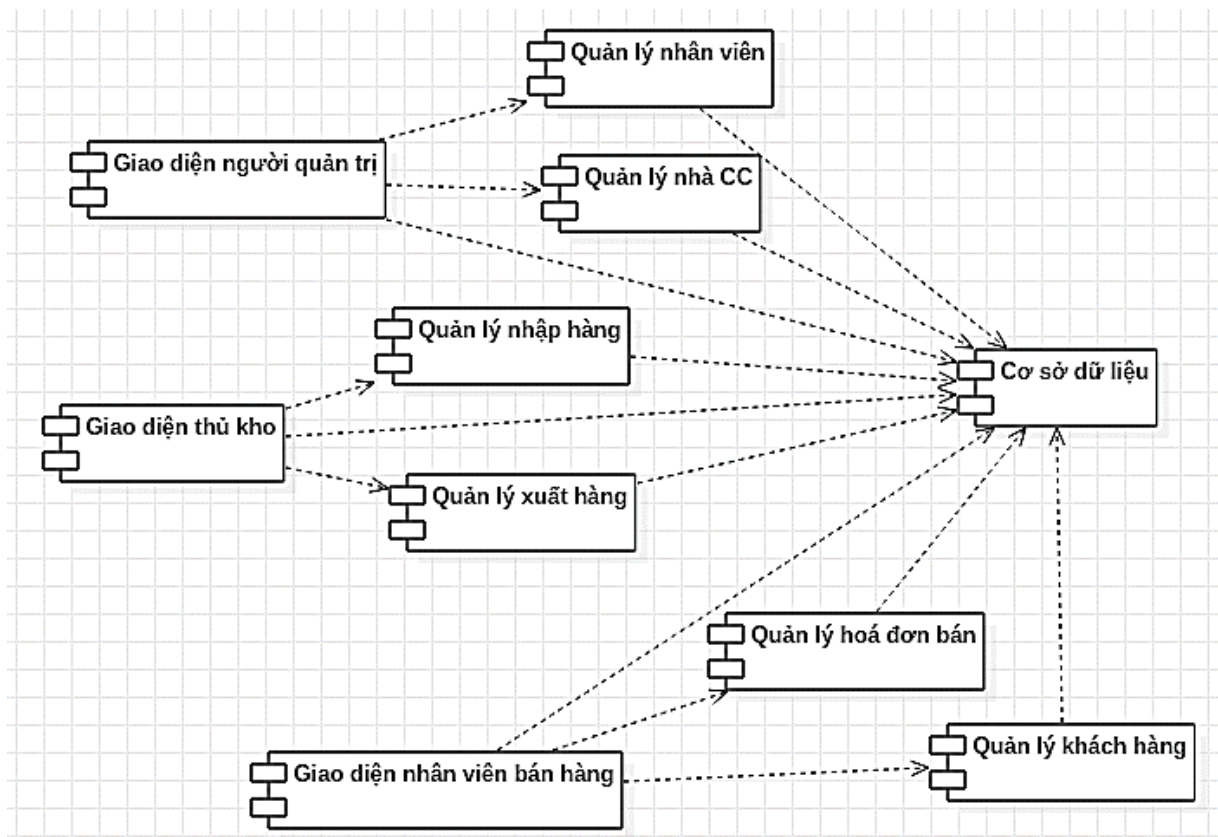 Quản lý nhân viên
Giao diện người quản trị
Quản lý nhà CC
Quản lý nhập hàng
Cơ sở dữ liệu
Giao diện thủ kho
Quản lý xuất hàng
Quản lý hoá đơn bán
Quản lý khách hàng
Giao diện nhân viên bán hàng